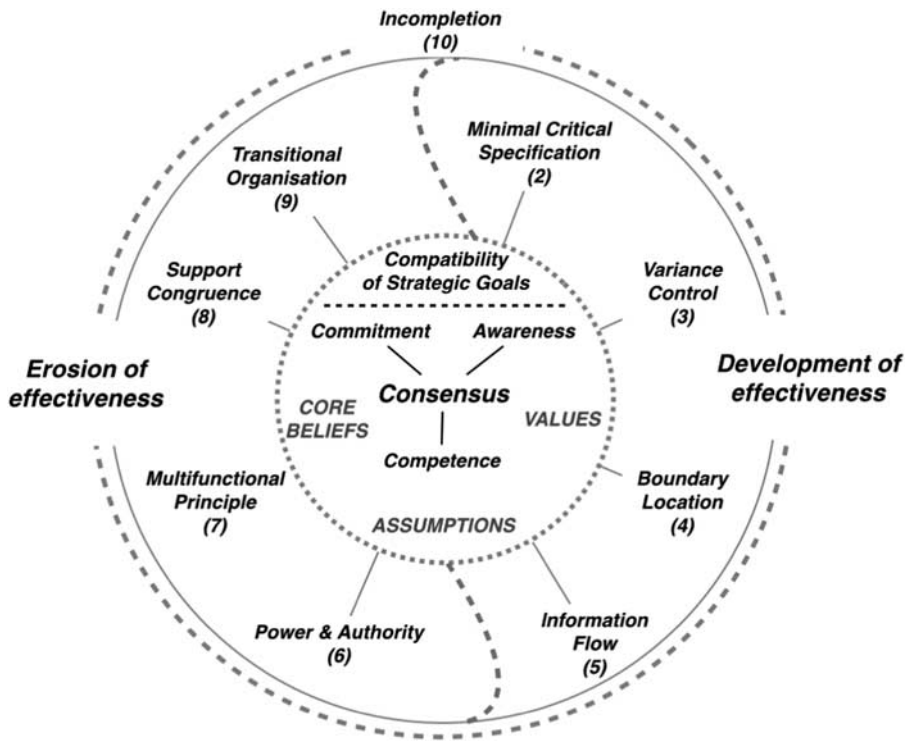 Incompletion
(10)
Minimal Critical
Specification
(2)
Transitional
Organisation
(9)
Compatibility
of Strategic Goals
Support
Congruence
(8)
Variance
Control
(3)
Commitment
Awareness
Erosion of
effectiveness
Development of
effectiveness
Consensus
CORE
BELIEFS
VALUES
Competence
Multifunctional
Principle
(7)
Boundary
Location
(4)
ASSUMPTIONS
Power & Authority
(6)
Information
Flow
(5)